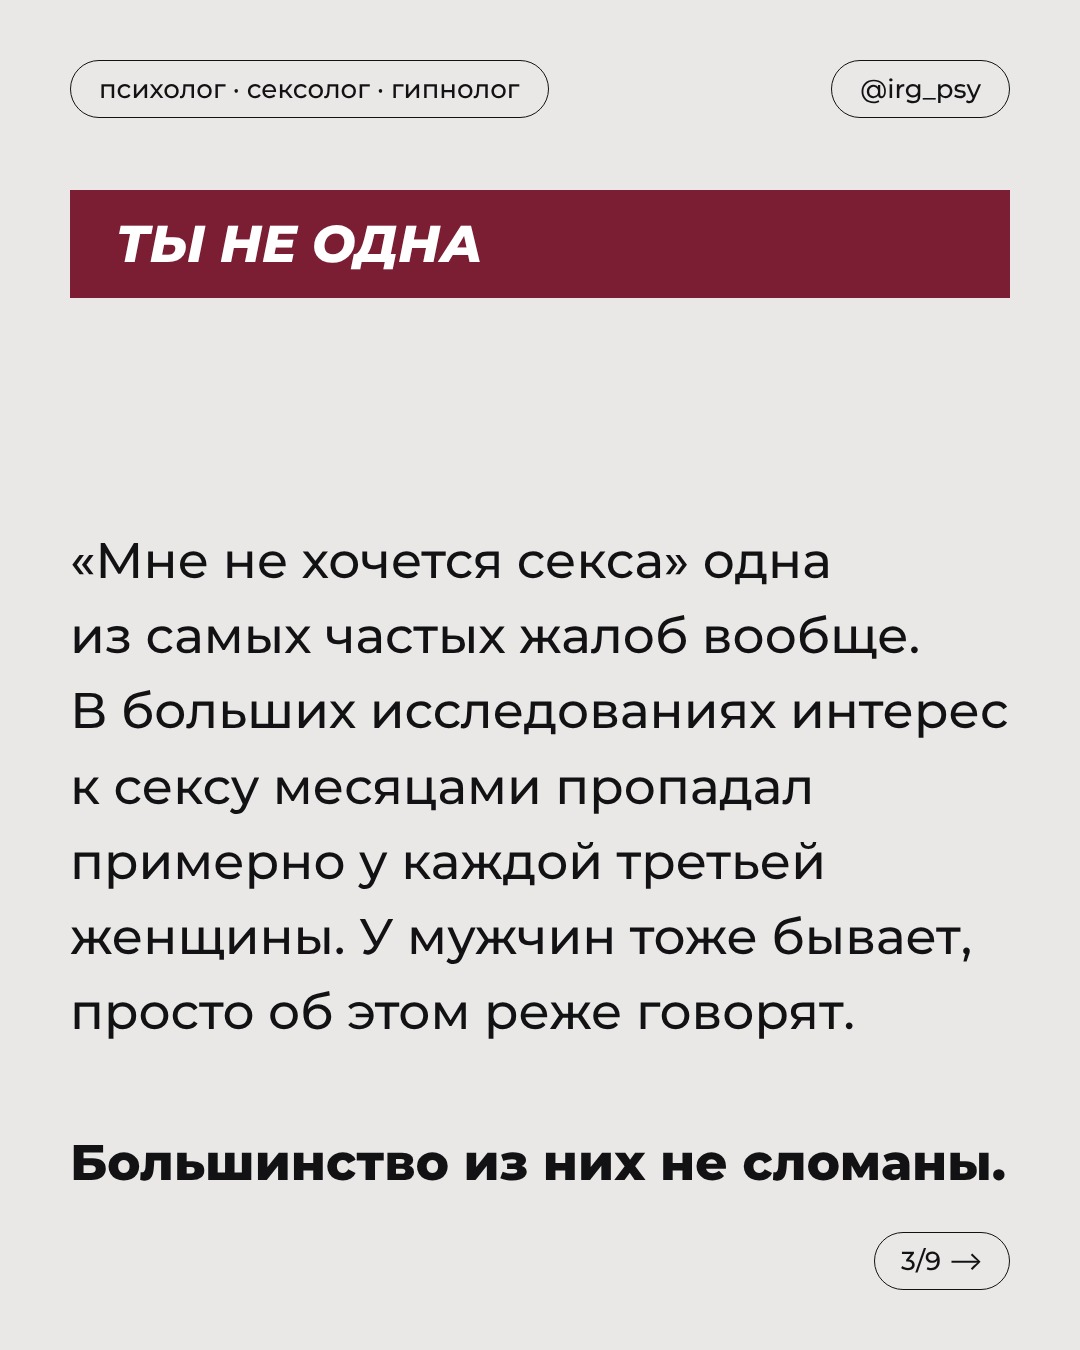 психолог · сексолог · гипнолог
@irg_psy
ТЫ НЕ ОДНА
«Мне не хочется секса» одна
из самых частых жалоб вообще.
В больших исследованиях интерес
к сексу месяцами пропадал
примерно у каждой третьей
женщины. У мужчин тоже бывает,
просто об этом реже говорят.
Большинство из них не сломаны.
3/9 →